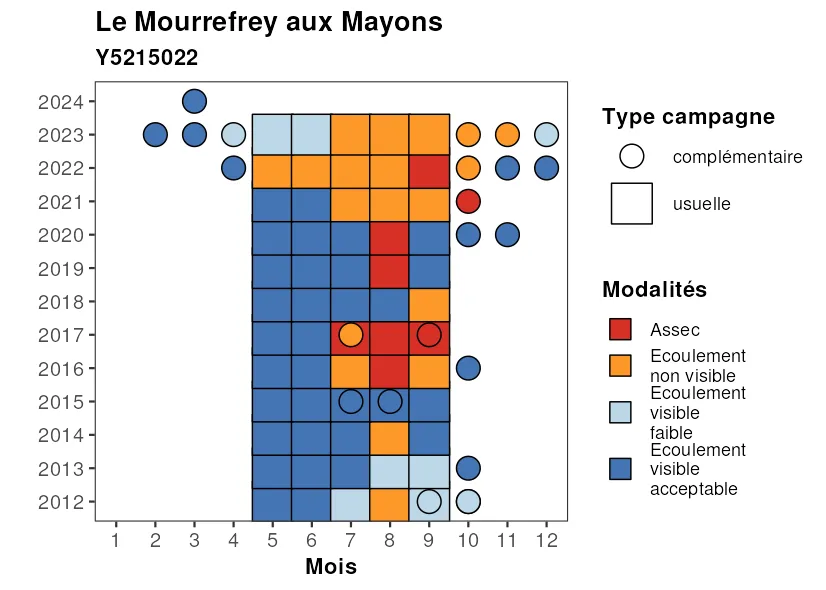 Le Mourrefrey aux Mayons
Y5215022
2024
2023
2022
2021
2020
2019
2018
2017
2016
2015
2014
2013
2012
1 2 3 4 5 6 7 8 9 10 11 12
Mois
Type campagne
complémentaire
usuelle
Modalités
Assec
Ecoulement
non visible
Ecoulement
visible
faible
Ecoulement
visible
acceptable